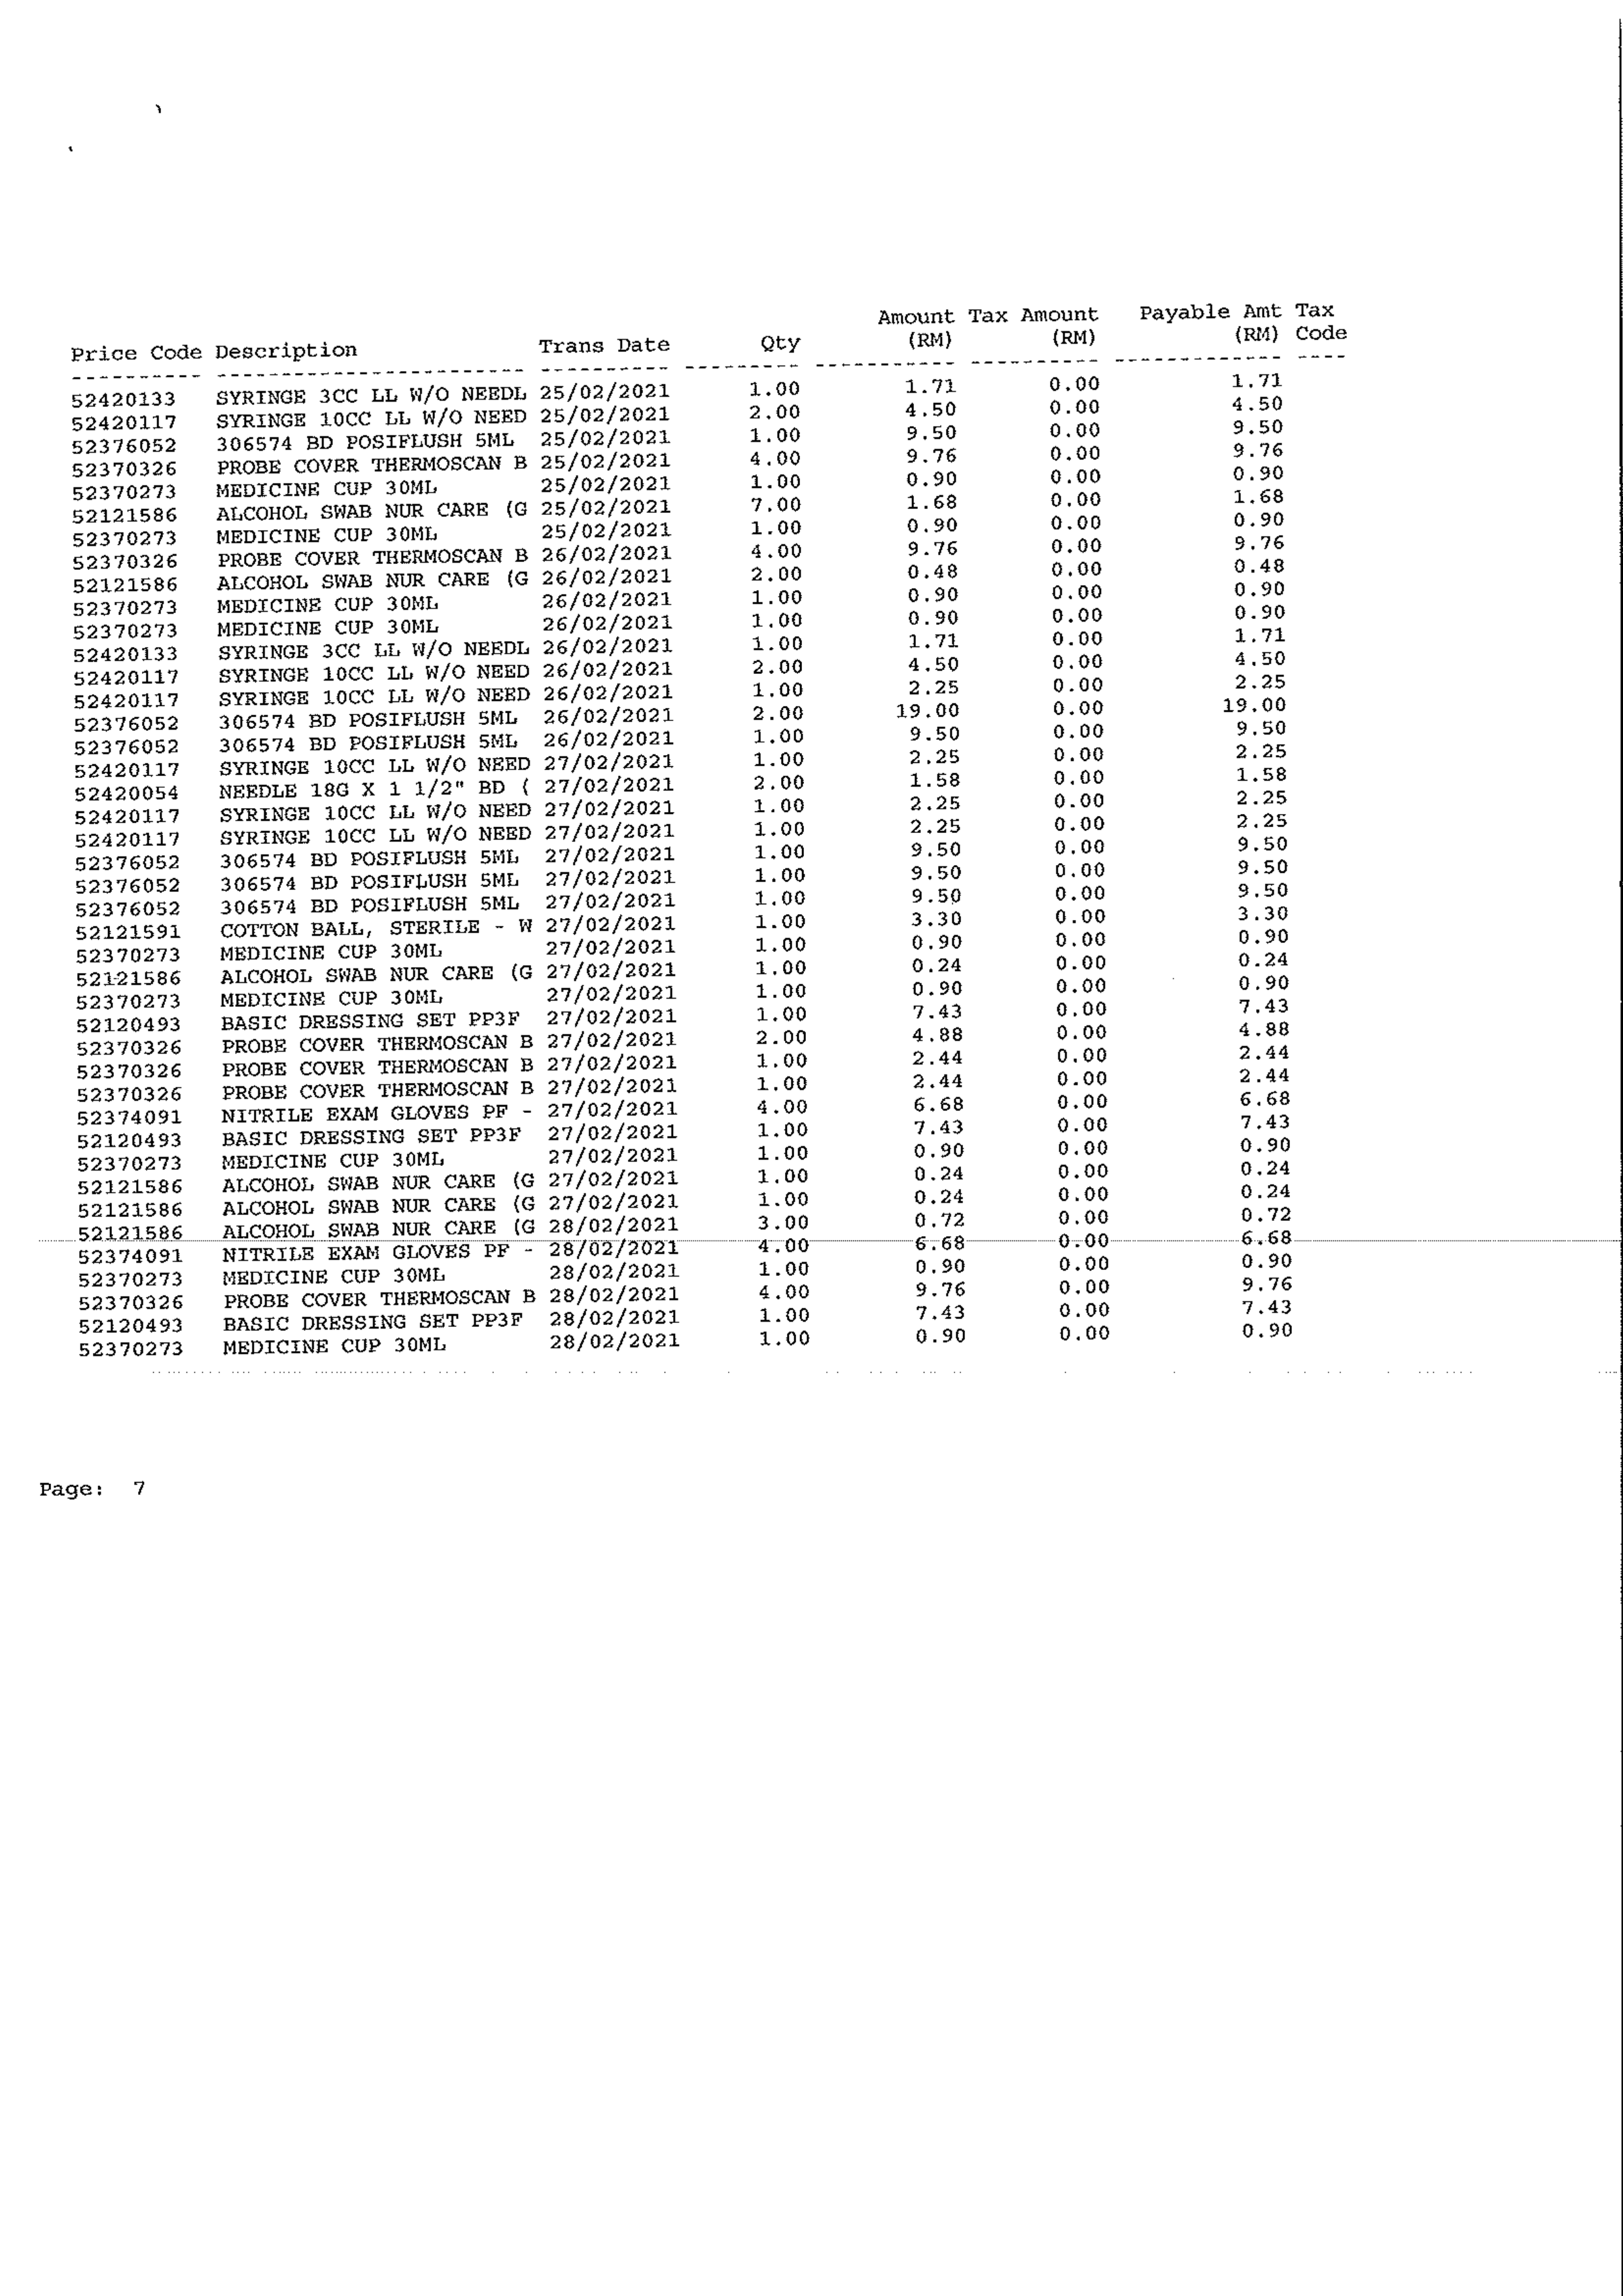 Amount Tax Amount Payable Amt Tax
Price Code Description Trans Date Qty (RM) (RM) (RM) Code
52420133 SYRINGE 3CC LL W/O NEEDL 25/02/2021 1.00 1.71 0.00 1.71
52420117 SYRINGE 10CC LL W/O NEED 25/02/2021 2.00 4.50 0.00 4.50
52376052 306574 BD POSIFLUSH 5ML 25/02/2021 1.00 9.50 0.00 9.50
52370326 PROBE COVER THERMOSCAN B 25/02/2021 4.00 9.76 0.00 9.76
52370273 MEDICINE CUP 30ML 25/02/2021 1.00 0.90 0.00 0.90
52121586 ALCOHOL SWAB NUR CARE (G 25/02/2021 7.00 1.68 0.00 1.68
52370273 MEDICINE CUP 30ML 25/02/2021 1.00 0.90 0.00 0.90
52370326 PROBE COVER THERMOSCAN B 26/02/2021 4.00 9.76 0.00 9.76
52121586 ALCOHOL SWAB NUR CARE (G 26/02/2021 2.00 0.48 0.00 0.48
52370273 MEDICINE CUP 30ML 26/02/2021 1.00 0.90 0.00 0.90
52370273 MEDICINE CUP 30ML 26/02/2021 1.00 0.90 0.00 0.90
52420133 SYRINGE 3CC LL W/O NEEDL 26/02/2021 1.00 1.71 0.00 1.71
52420117 SYRINGE 10CC LL W/O NEED 26/02/2021 2.00 4.50 0.00 4.50
52420117 SYRINGE 10CC LL W/O NEED 26/02/2021 1.00 2.25 0.00 2.25
52376052 306574 BD POSIFLUSH 5ML 26/02/2021 2.00 19.00 0.00 19.00
52376052 306574 BD POSIFLUSH 5ML 26/02/2021 1.00 9.50 0.00 9.50
52420117 SYRINGE 10CC LL W/O NEED 27/02/2021 1.00 2.25 0.00 2.25
52420054 NEEDLE 18G X 1 1/2" BD ( 27/02/2021 2.00 1.58 0.00 1.58
52420117 SYRINGE 10CC LL W/O NEED 27/02/2021 1.00 2.25 0.00 2.25
52420117 SYRINGE 10CC LL W/O NEED 27/02/2021 1.00 2.25 0.00 2.25
52376052 306574 BD POSIFLUSH 5ML 27/02/2021 1.00 9.50 0.00 9.50
52376052 306574 BD POSIFLUSH 5ML 27/02/2021 1.00 9.50 0.00 9.50
52376052 306574 BD POSIFLUSH 5ML 27/02/2021 1.00 9.50 0.00 9.50
52121591 COTTON BALL, STERILE - W 27/02/2021 1.00 3.30 0.00 3.30
52370273 MEDICINE CUP 30ML 27/02/2021 1.00 0.90 0.00 0.90
52121586 ALCOHOL SWAB NUR CARE (G 27/02/2021 1.00 0.24 0.00 0.24
52370273 MEDICINE CUP 30ML 27/02/2021 1.00 0.90 0.00 0.90
52120493 BASIC DRESSING SET PP3F 27/02/2021 1.00 7.43 0.00 7.43
52370326 PROBE COVER THERMOSCAN B 27/02/2021 2.00 4.88 0.00 4.88
52370326 PROBE COVER THERMOSCAN B 27/02/2021 1.00 2.44 0.00 2.44
52370326 PROBE COVER THERMOSCAN B 27/02/2021 1.00 2.44 0.00 2.44
52374091 NITRILE EXAM GLOVES PF - 27/02/2021 4.00 6.68 0.00 6.68
52120493 BASIC DRESSING SET PP3F 27/02/2021 1.00 7.43 0.00 7.43
52370273 MEDICINE CUP 30ML 27/02/2021 1.00 0.90 0.00 0.90
52121586 ALCOHOL SWAB NUR CARE (G 27/02/2021 1.00 0.24 0.00 0.24
52121586 ALCOHOL SWAB NUR CARE (G 27/02/2021 1.00 0.24 0.00 0.24
52121586 ALCOHOL SWAB NUR CARE (G 28/02/2021 3.00 0.72 0.00 0.72
52374091 NITRILE EXAM GLOVES PF - 28/02/2021 4.00 6.68 0.00 6.68
52370273 MEDICINE CUP 30ML 28/02/2021 1.00 0.90 0.00 0.90
52370326 PROBE COVER THERMOSCAN B 28/02/2021 4.00 9.76 0.00 9.76
52120493 BASIC DRESSING SET PP3F 28/02/2021 1.00 7.43 0.00 7.43
52370273 MEDICINE CUP 30ML 28/02/2021 1.00 0.90 0.00 0.90
Page: 7